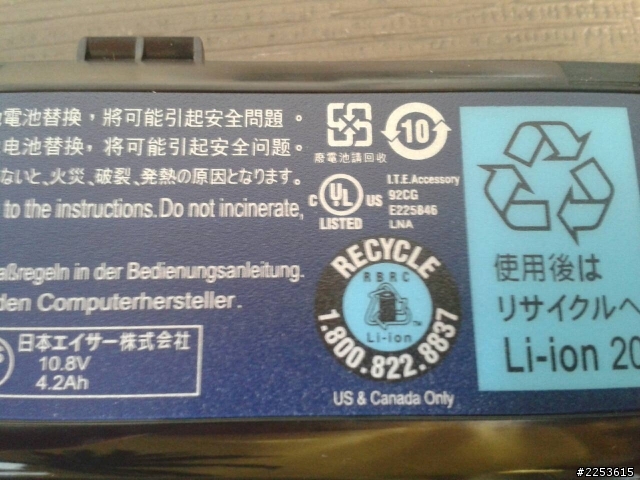 電池替換，將可能引起安全問題。
电池替换，将可能引起安全问题。
ないと、火災、破裂、発熱の原因となります。
to the instructions. Do not incinerate,
aßregeln in der Bedienungsanleitung.
den Computerhersteller.
日本エイサー株式会社
10.8V
4.2Ah
廢電池請回收
10
C UL US
LISTED
I.T.E. Accessory
92CG
E225846
LNA
RECYCLE
RBRC
Li-ion
TM
1.800.822.8837
US & Canada Only
使用後は
リサイクルへ
Li-ion 20
#2253615